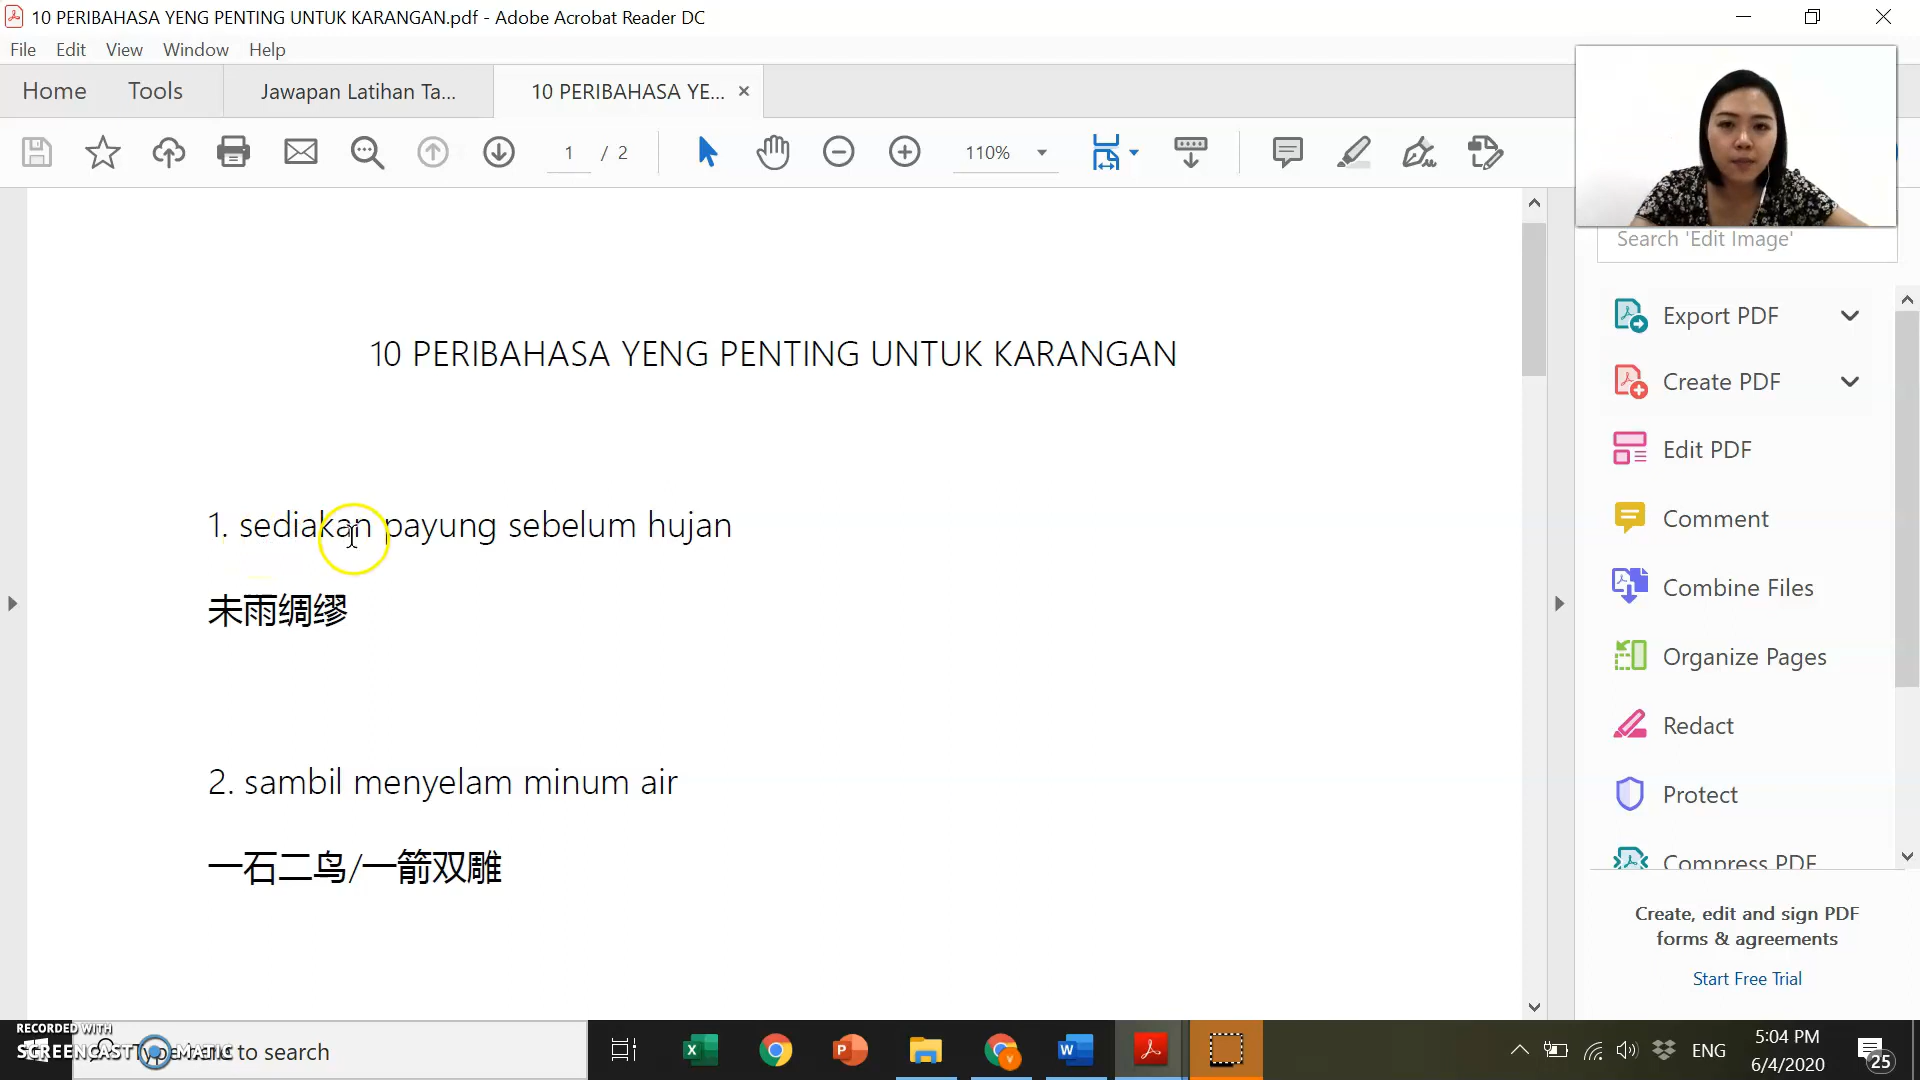 10 PERIBAHASA YENG PENTING UNTUK KARANGAN.pdf - Adobe Acrobat Reader DC
File Edit View Window Help
Home Tools Jawapan Latihan Ta... 10 PERIBAHASA YE...
1 / 2 110%
Search 'Edit Image'
10 PERIBAHASA YENG PENTING UNTUK KARANGAN
1. sediakan payung sebelum hujan
未雨绸缪
2. sambil menyelam minum air
一石二鸟/一箭双雕
Export PDF
Create PDF
Edit PDF
Comment
Combine Files
Organize Pages
Redact
Protect
Compress PDF
Create, edit and sign PDF
forms & agreements
Start Free Trial
RECORDED WITH
SCREENCAST MATIC
Type here to search
ENG
5:04 PM
6/4/2020
25